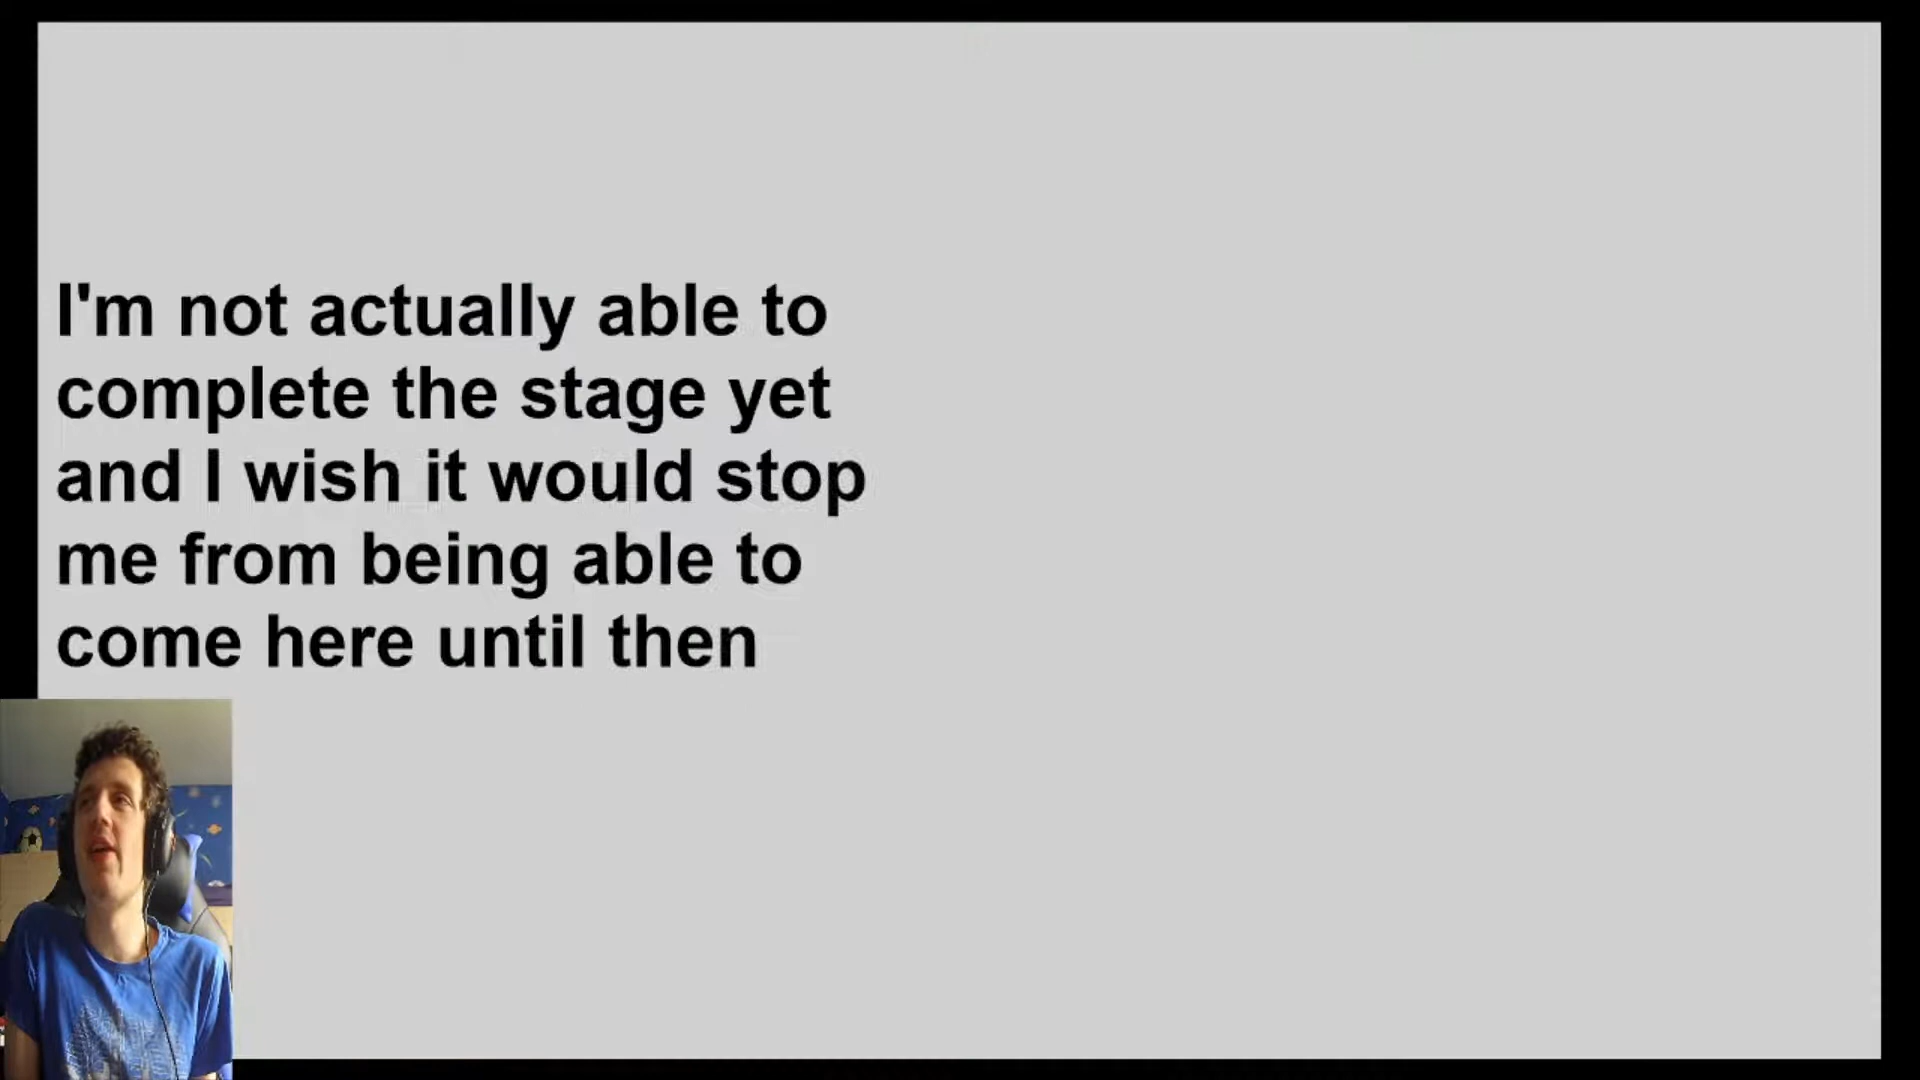 I'm not actually able to
complete the stage yet
and I wish it would stop
me from being able to
come here until then